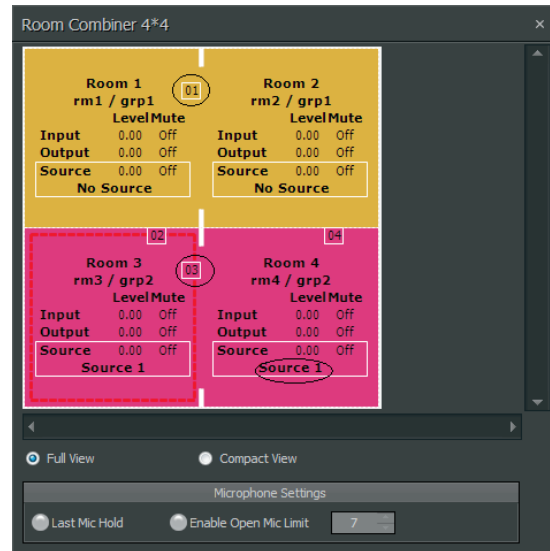 Room Combiner 4*4
Room 1 01 Room 2
rm1 / grp1 rm2 / grp1
Level Mute Level Mute
Input 0.00 Off Input 0.00 Off
Output 0.00 Off Output 0.00 Off
Source 0.00 Off Source 0.00 Off
No Source No Source
02 04
Room 3 03 Room 4
rm3 / grp2 rm4 / grp2
Level Mute Level Mute
Input 0.00 Off Input 0.00 Off
Output 0.00 Off Output 0.00 Off
Source 0.00 Off Source 0.00 Off
Source 1 Source 1
Full View Compact View
Microphone Settings
Last Mic Hold Enable Open Mic Limit 7